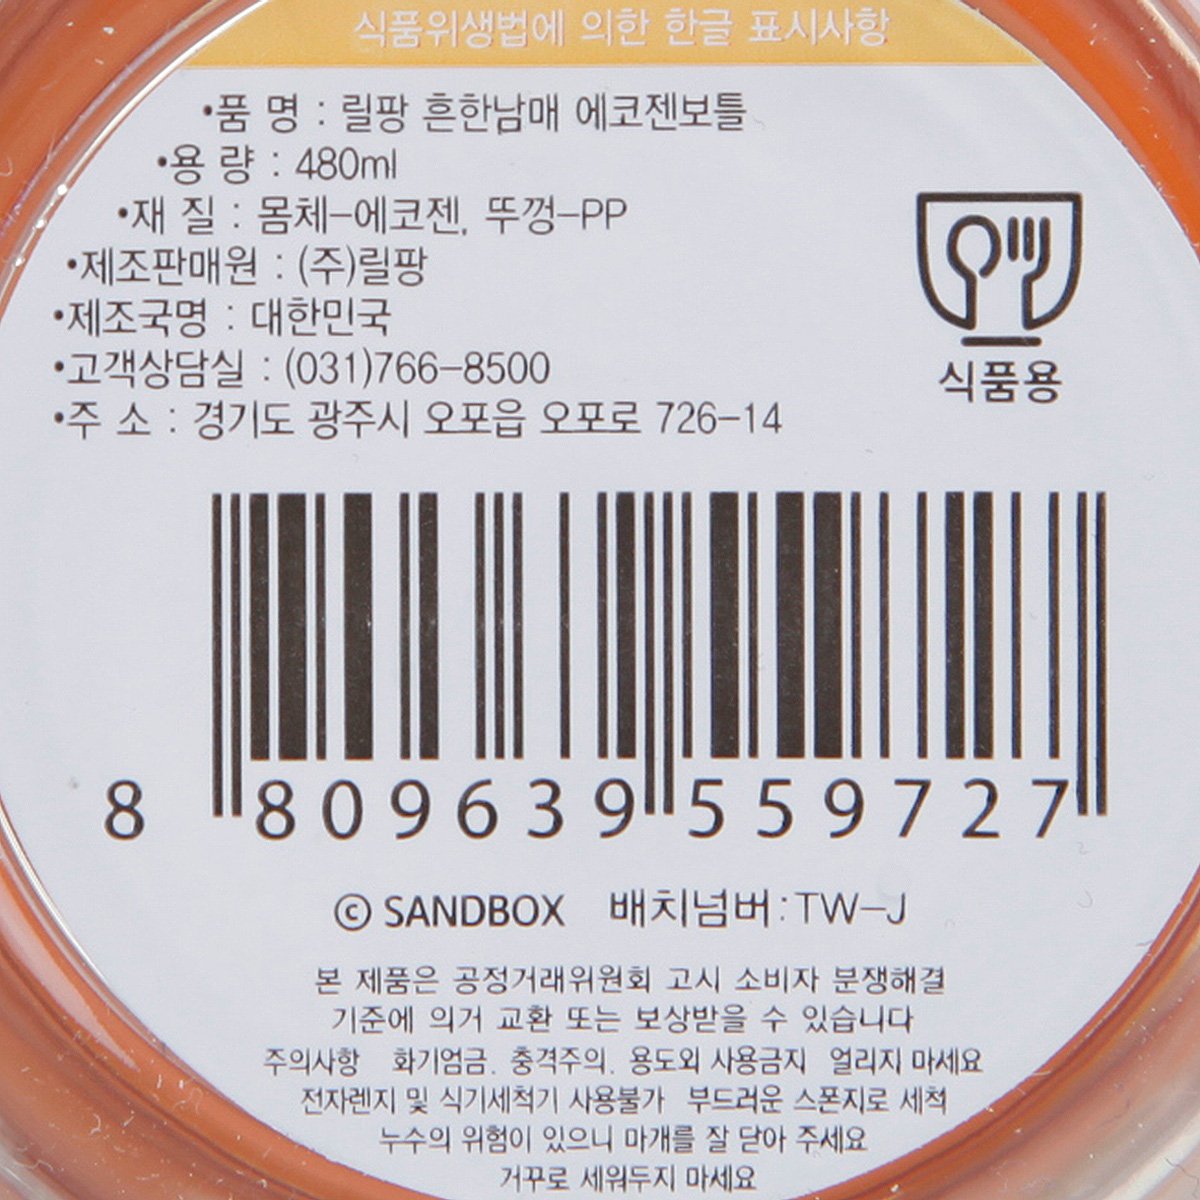 식품위생법에 의한 한글 표시사항
•품 명 : 릴팡 흔한남매 에코젠보틀
•용 량 : 480ml
•재 질 : 몸체-에코젠, 뚜껑-PP
•제조판매원 : (주)릴팡
•제조국명 : 대한민국
•고객상담실 : (031)766-8500
•주 소 : 경기도 광주시 오포읍 오포로 726-14
식품용
8 809639 559727
ⓒ SANDBOX 배치넘버:TW-J
본 제품은 공정거래위원회 고시 소비자 분쟁해결
기준에 의거 교환 또는 보상받을 수 있습니다
주의사항 화기엄금. 충격주의. 용도외 사용금지 얼리지 마세요
전자렌지 및 식기세척기 사용불가 부드러운 스폰지로 세척
누수의 위험이 있으니 마개를 잘 닫아 주세요
거꾸로 세워두지 마세요